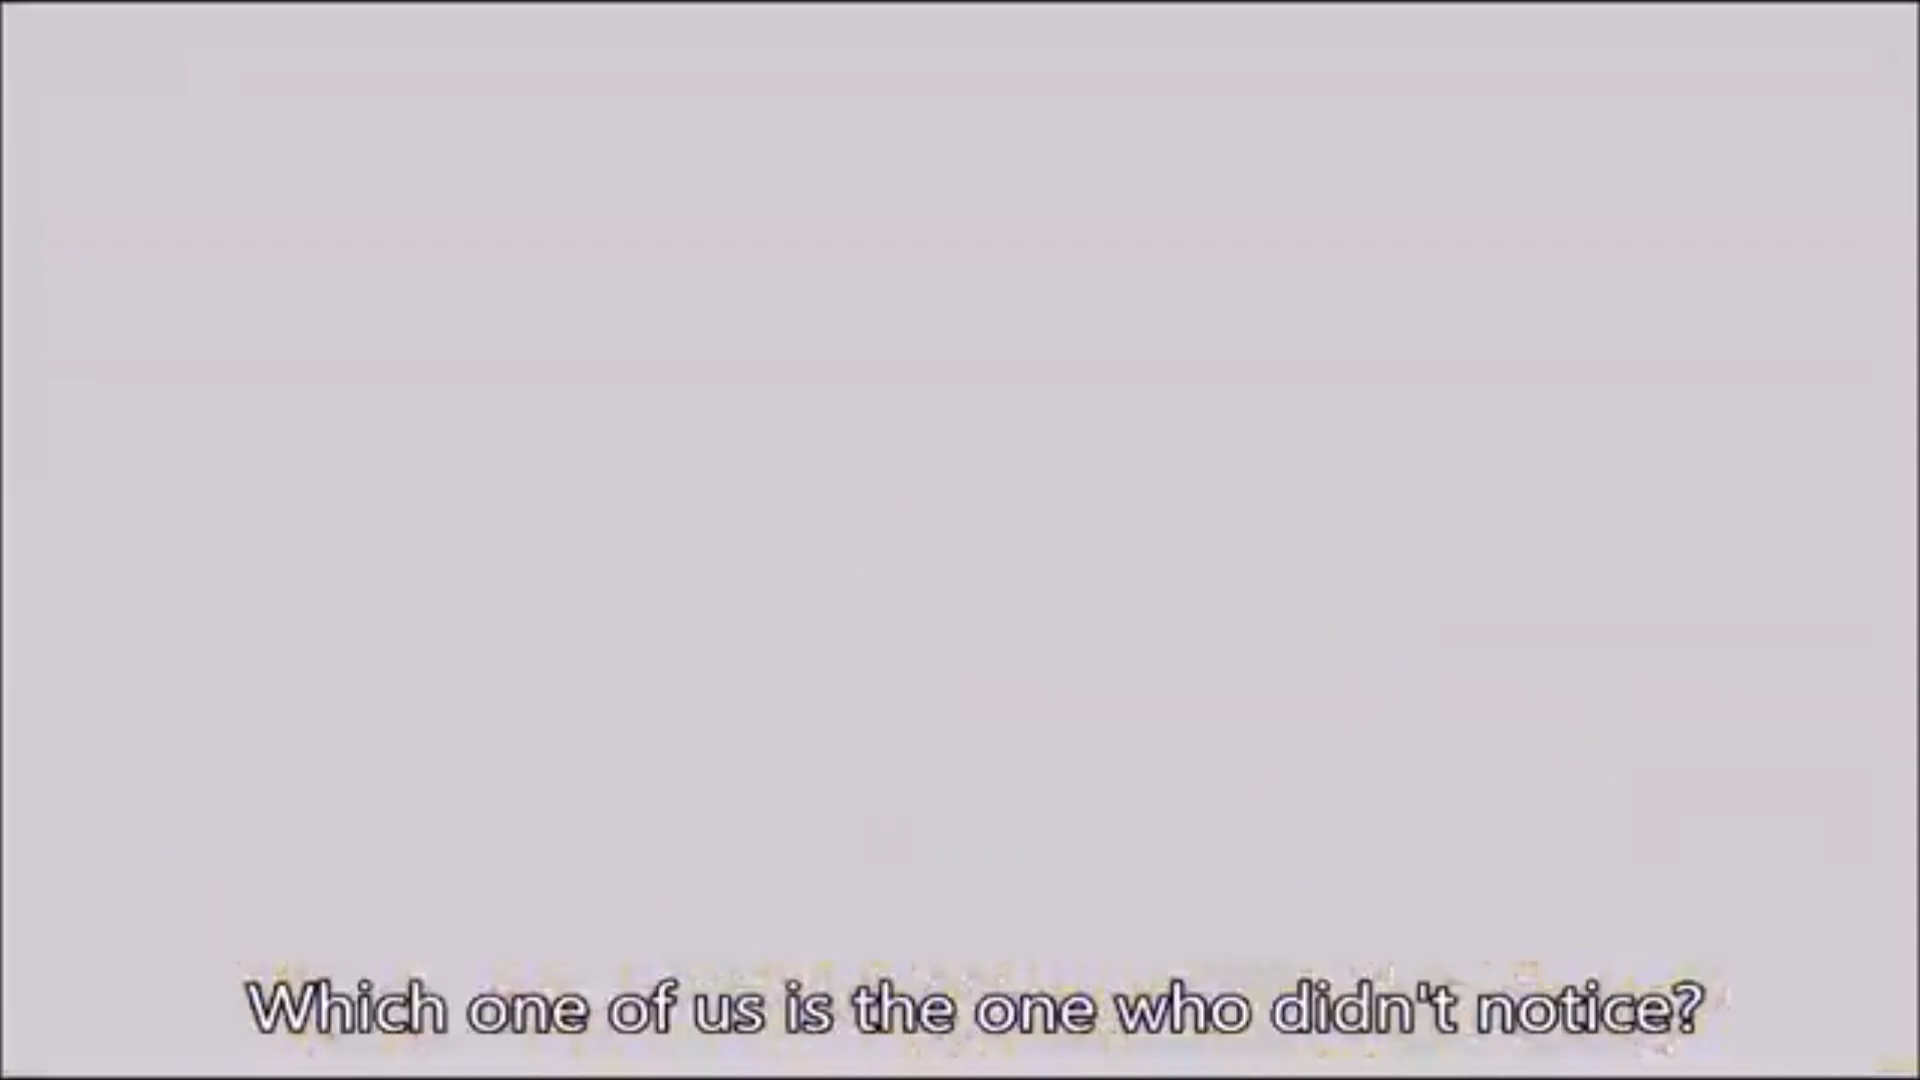 Which one of us is the one who didn't notice?